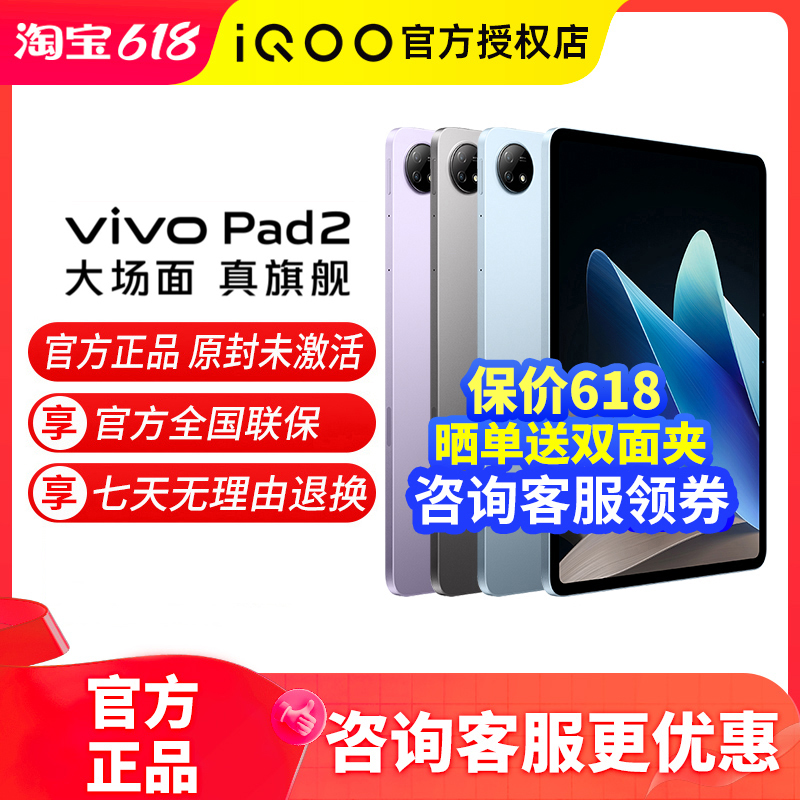 淘宝618
iQOO官方授权店
vivo Pad2
大场面 真旗舰
官方正品 原封未激活
享 官方全国联保
享 七天无理由退换
保价618
晒单送双面夹
咨询客服领券
官方
正品
咨询客服更优惠